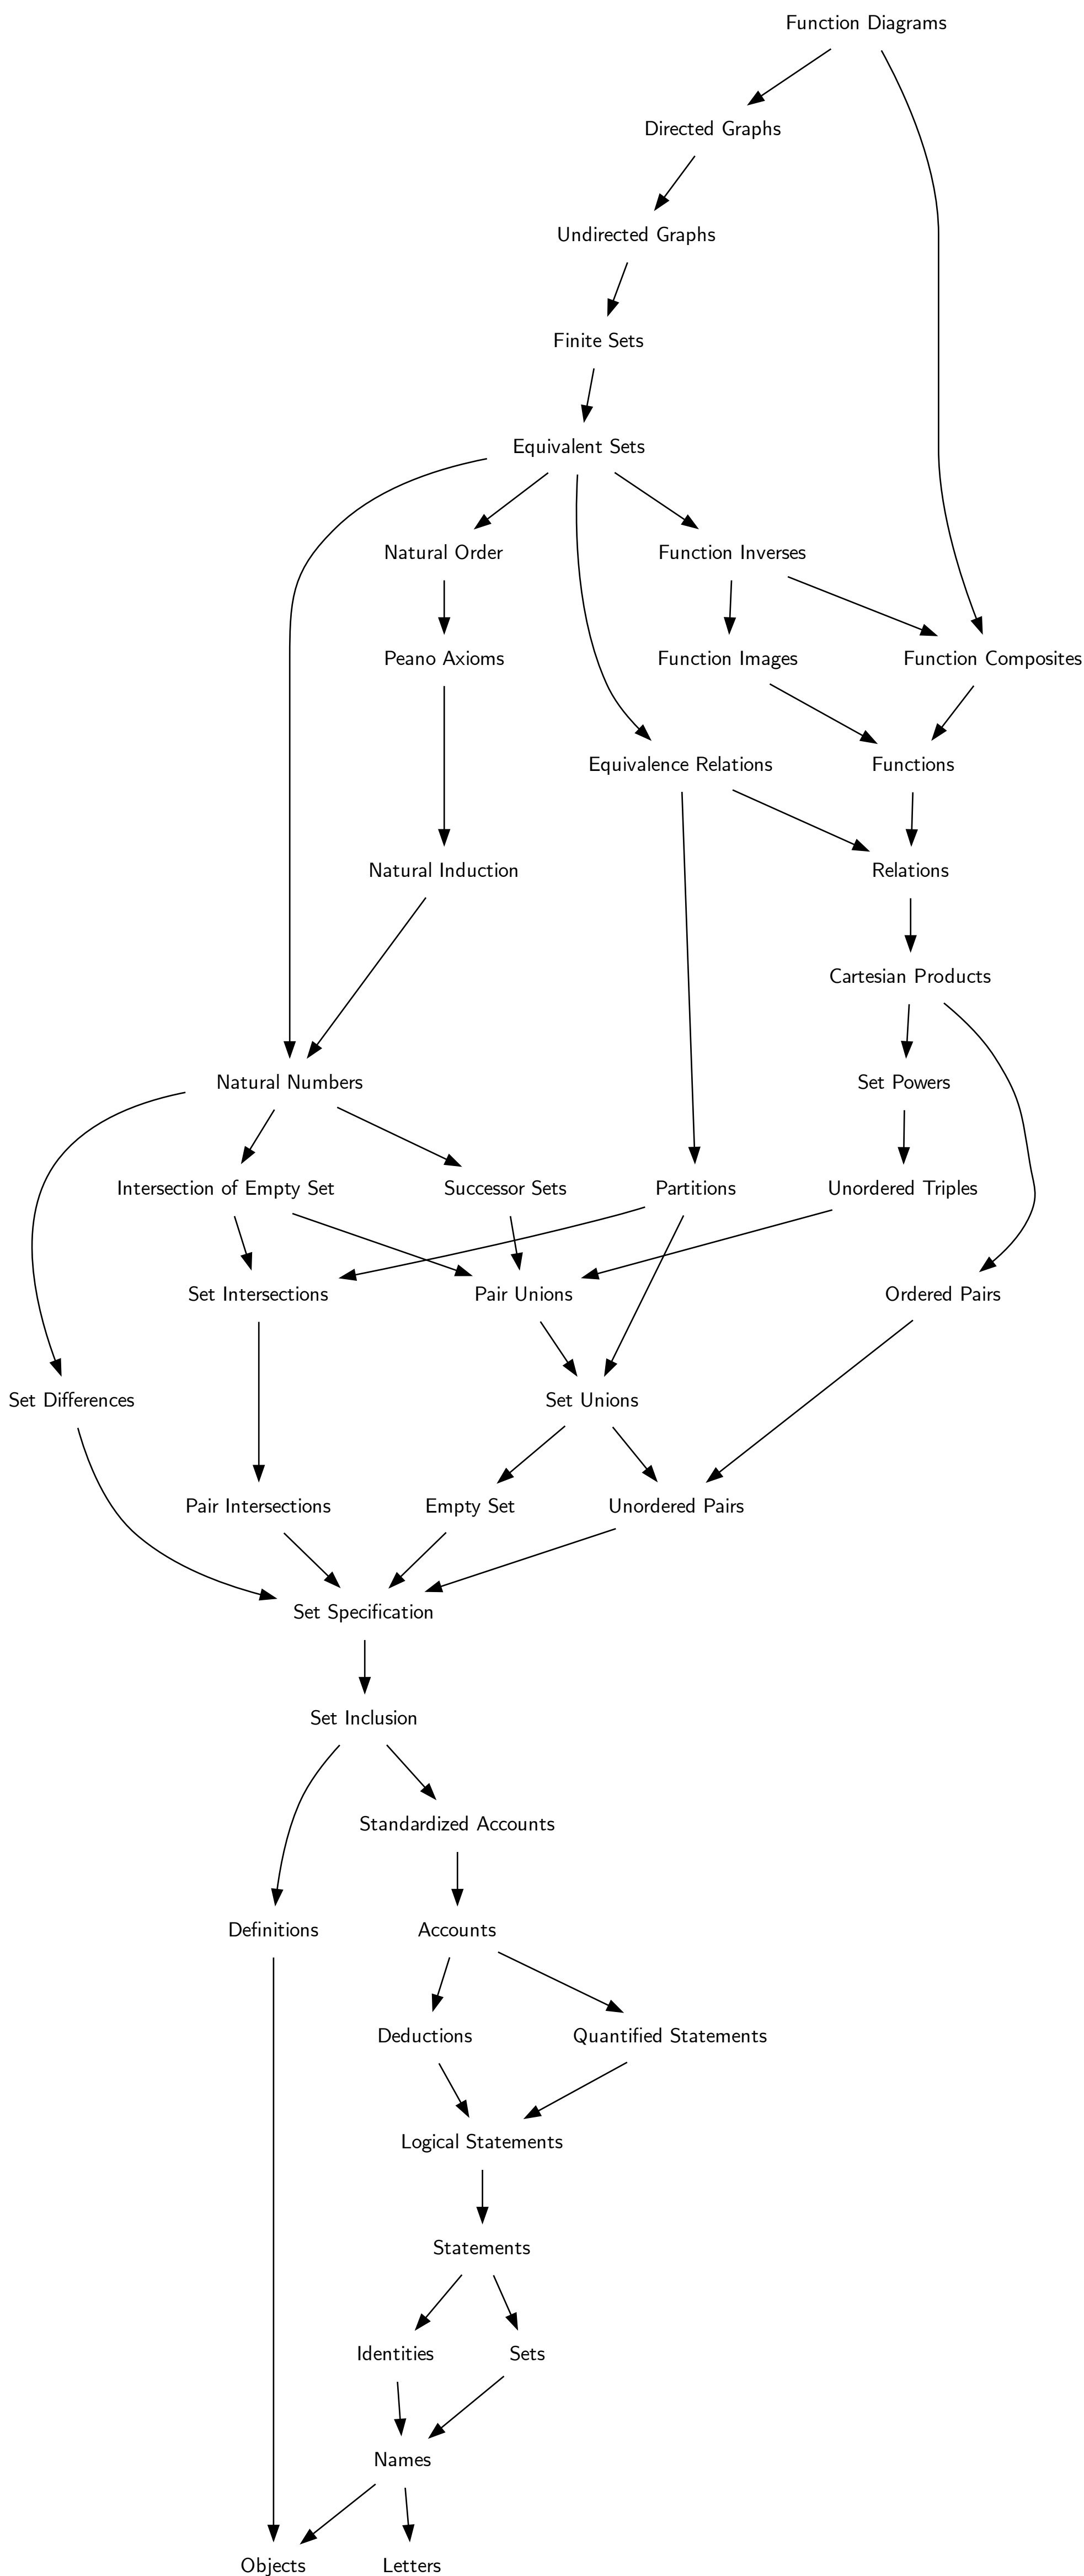 Function Diagrams
Directed Graphs
Undirected Graphs
Finite Sets
Equivalent Sets
Natural Order
Function Inverses
Peano Axioms
Function Images
Function Composites
Equivalence Relations
Functions
Natural Induction
Relations
Cartesian Products
Natural Numbers
Set Powers
Intersection of Empty Set
Successor Sets
Partitions
Unordered Triples
Set Intersections
Pair Unions
Ordered Pairs
Set Differences
Set Unions
Pair Intersections
Empty Set
Unordered Pairs
Set Specification
Set Inclusion
Standardized Accounts
Definitions
Accounts
Deductions
Quantified Statements
Logical Statements
Statements
Identities
Sets
Names
Objects
Letters